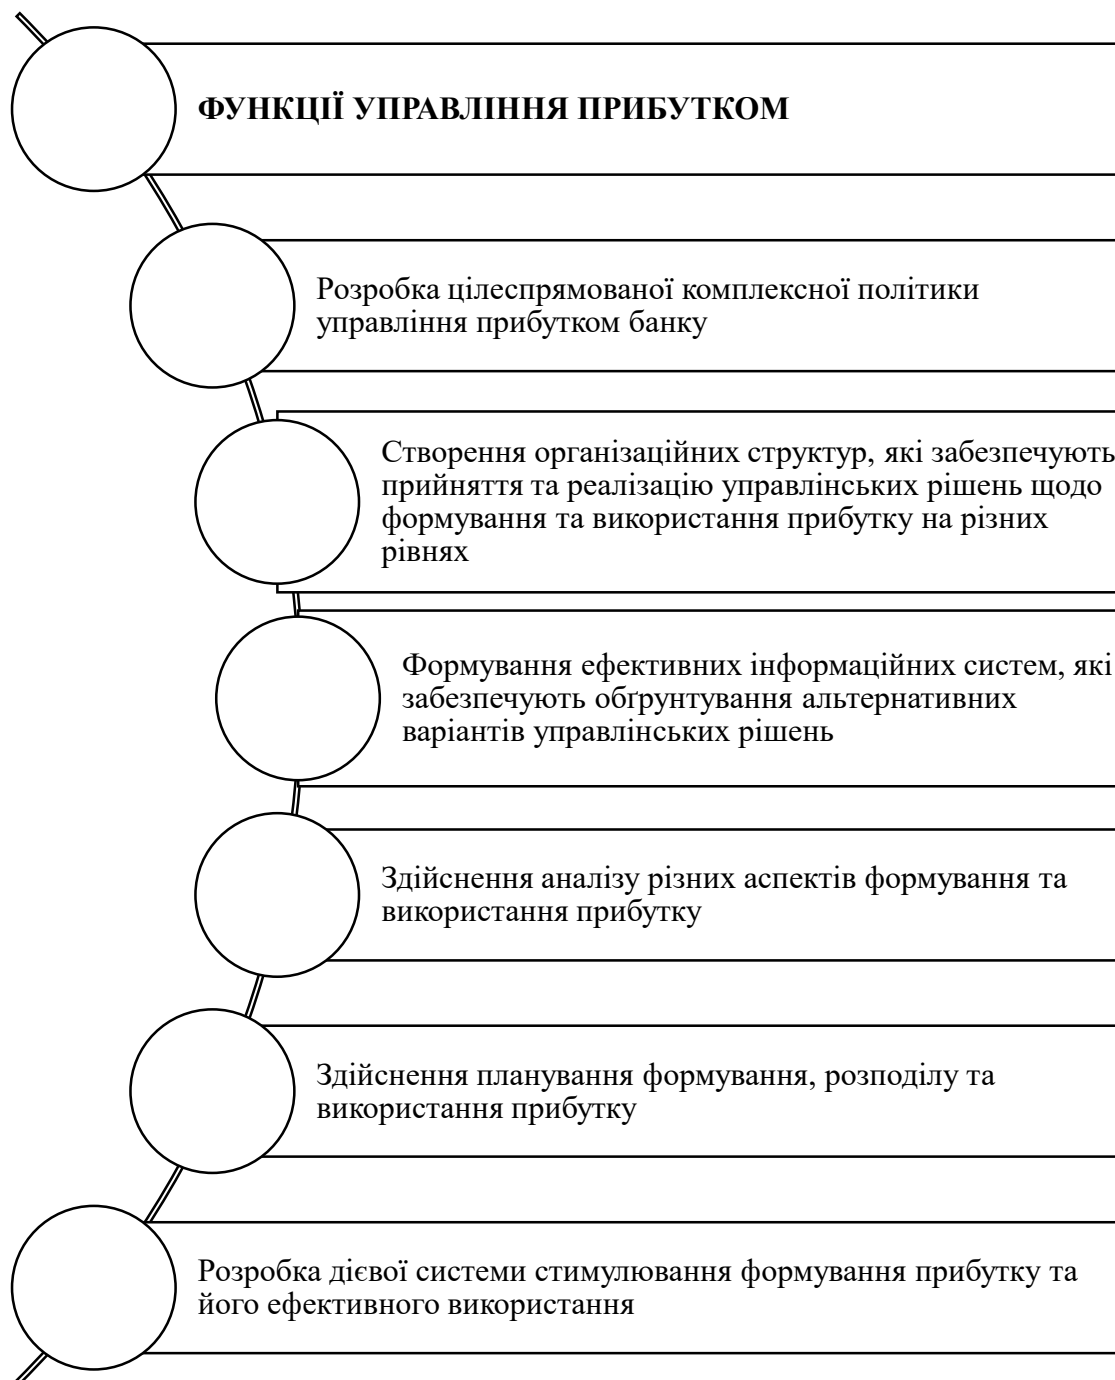 ФУНКЦІЇ УПРАВЛІННЯ ПРИБУТКОМ
Розробка цілеспрямованої комплексної політики
управління прибутком банку
Створення організаційних структур, які забезпечують
прийняття та реалізацію управлінських рішень щодо
формування та використання прибутку на різних
рівнях
Формування ефективних інформаційних систем, які
забезпечують обґрунтування альтернативних
варіантів управлінських рішень
Здійснення аналізу різних аспектів формування та
використання прибутку
Здійснення планування формування, розподілу та
використання прибутку
Розробка дієвої системи стимулювання формування прибутку та
його ефективного використання